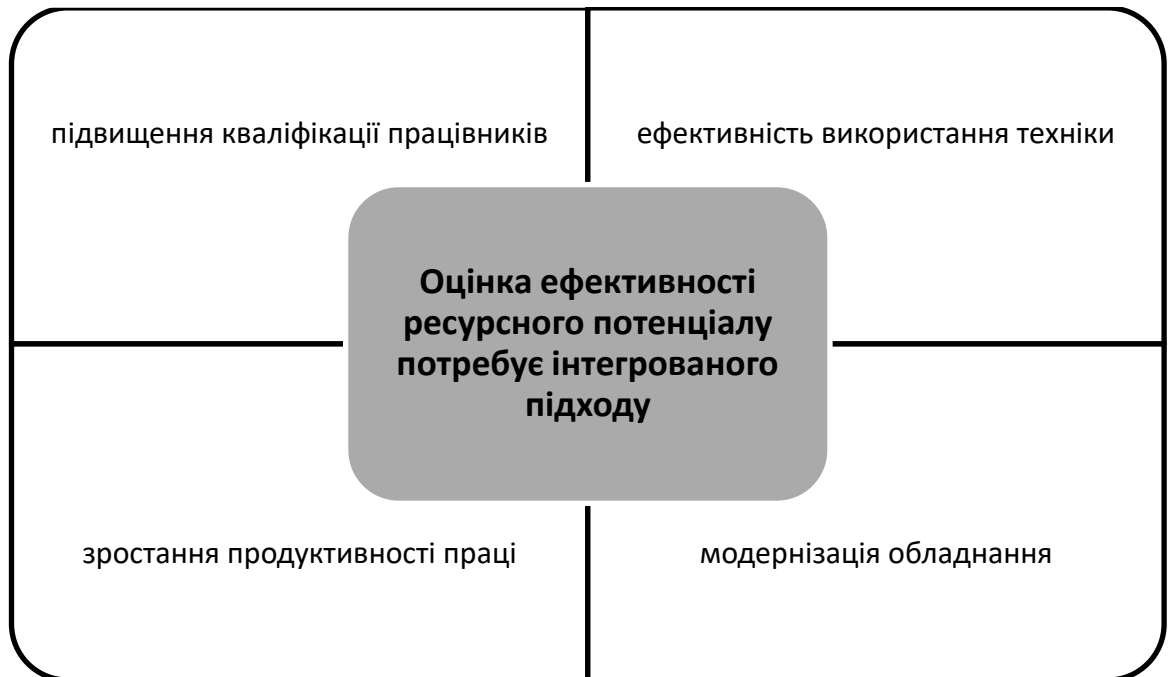 підвищення кваліфікації працівників
ефективність використання техніки
Оцінка ефективності
ресурсного потенціалу
потребує інтегрованого
підходу
зростання продуктивності праці
модернізація обладнання